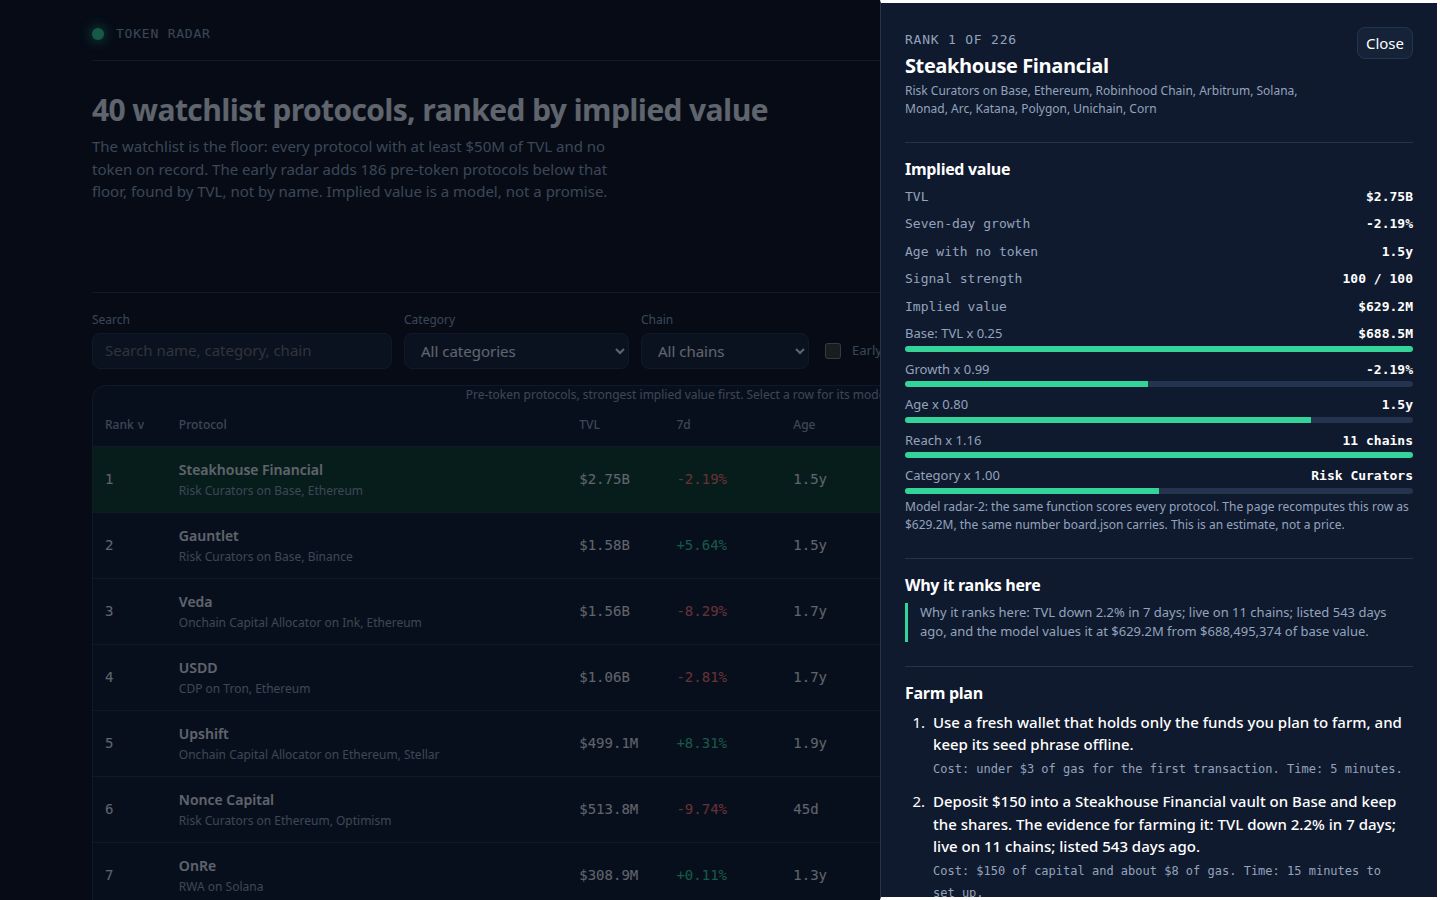 TOKEN RADAR
40 watchlist protocols, ranked by implied value
The watchlist is the floor: every protocol with at least $50M of TVL and no
token on record. The early radar adds 186 pre-token protocols below that
floor, found by TVL, not by name. Implied value is a model, not a promise.
Search
Category
Chain
Search name, category, chain
All categories
All chains
Early
Pre-token protocols, strongest implied value first. Select a row for its mod
Rank v
Protocol
TVL
7d
Age
1
Steakhouse Financial
Risk Curators on Base, Ethereum
$2.75B
-2.19%
1.5y
2
Gauntlet
Risk Curators on Base, Binance
$1.58B
+5.64%
1.5y
3
Veda
Onchain Capital Allocator on Ink, Ethereum
$1.56B
-8.29%
1.7y
4
USDD
CDP on Tron, Ethereum
$1.06B
-2.81%
1.7y
5
Upshift
Onchain Capital Allocator on Ethereum, Stellar
$499.1M
+8.31%
1.9y
6
Nonce Capital
Risk Curators on Ethereum, Optimism
$513.8M
-9.74%
45d
7
OnRe
RWA on Solana
$308.9M
+0.11%
1.3y
RANK 1 OF 226
Close
Steakhouse Financial
Risk Curators on Base, Ethereum, Robinhood Chain, Arbitrum, Solana,
Monad, Arc, Katana, Polygon, Unichain, Corn
Implied value
TVL $2.75B
Seven-day growth -2.19%
Age with no token 1.5y
Signal strength 100 / 100
Implied value $629.2M
Base: TVL x 0.25 $688.5M
Growth x 0.99 -2.19%
Age x 0.80 1.5y
Reach x 1.16 11 chains
Category x 1.00 Risk Curators
Model radar-2: the same function scores every protocol. The page recomputes this row as
$629.2M, the same number board.json carries. This is an estimate, not a price.
Why it ranks here
Why it ranks here: TVL down 2.2% in 7 days; live on 11 chains; listed 543 days
ago, and the model values it at $629.2M from $688,495,374 of base value.
Farm plan
1. Use a fresh wallet that holds only the funds you plan to farm, and
keep its seed phrase offline.
Cost: under $3 of gas for the first transaction. Time: 5 minutes.
2. Deposit $150 into a Steakhouse Financial vault on Base and keep
the shares. The evidence for farming it: TVL down 2.2% in 7 days;
live on 11 chains; listed 543 days ago.
Cost: $150 of capital and about $8 of gas. Time: 15 minutes to
set up.